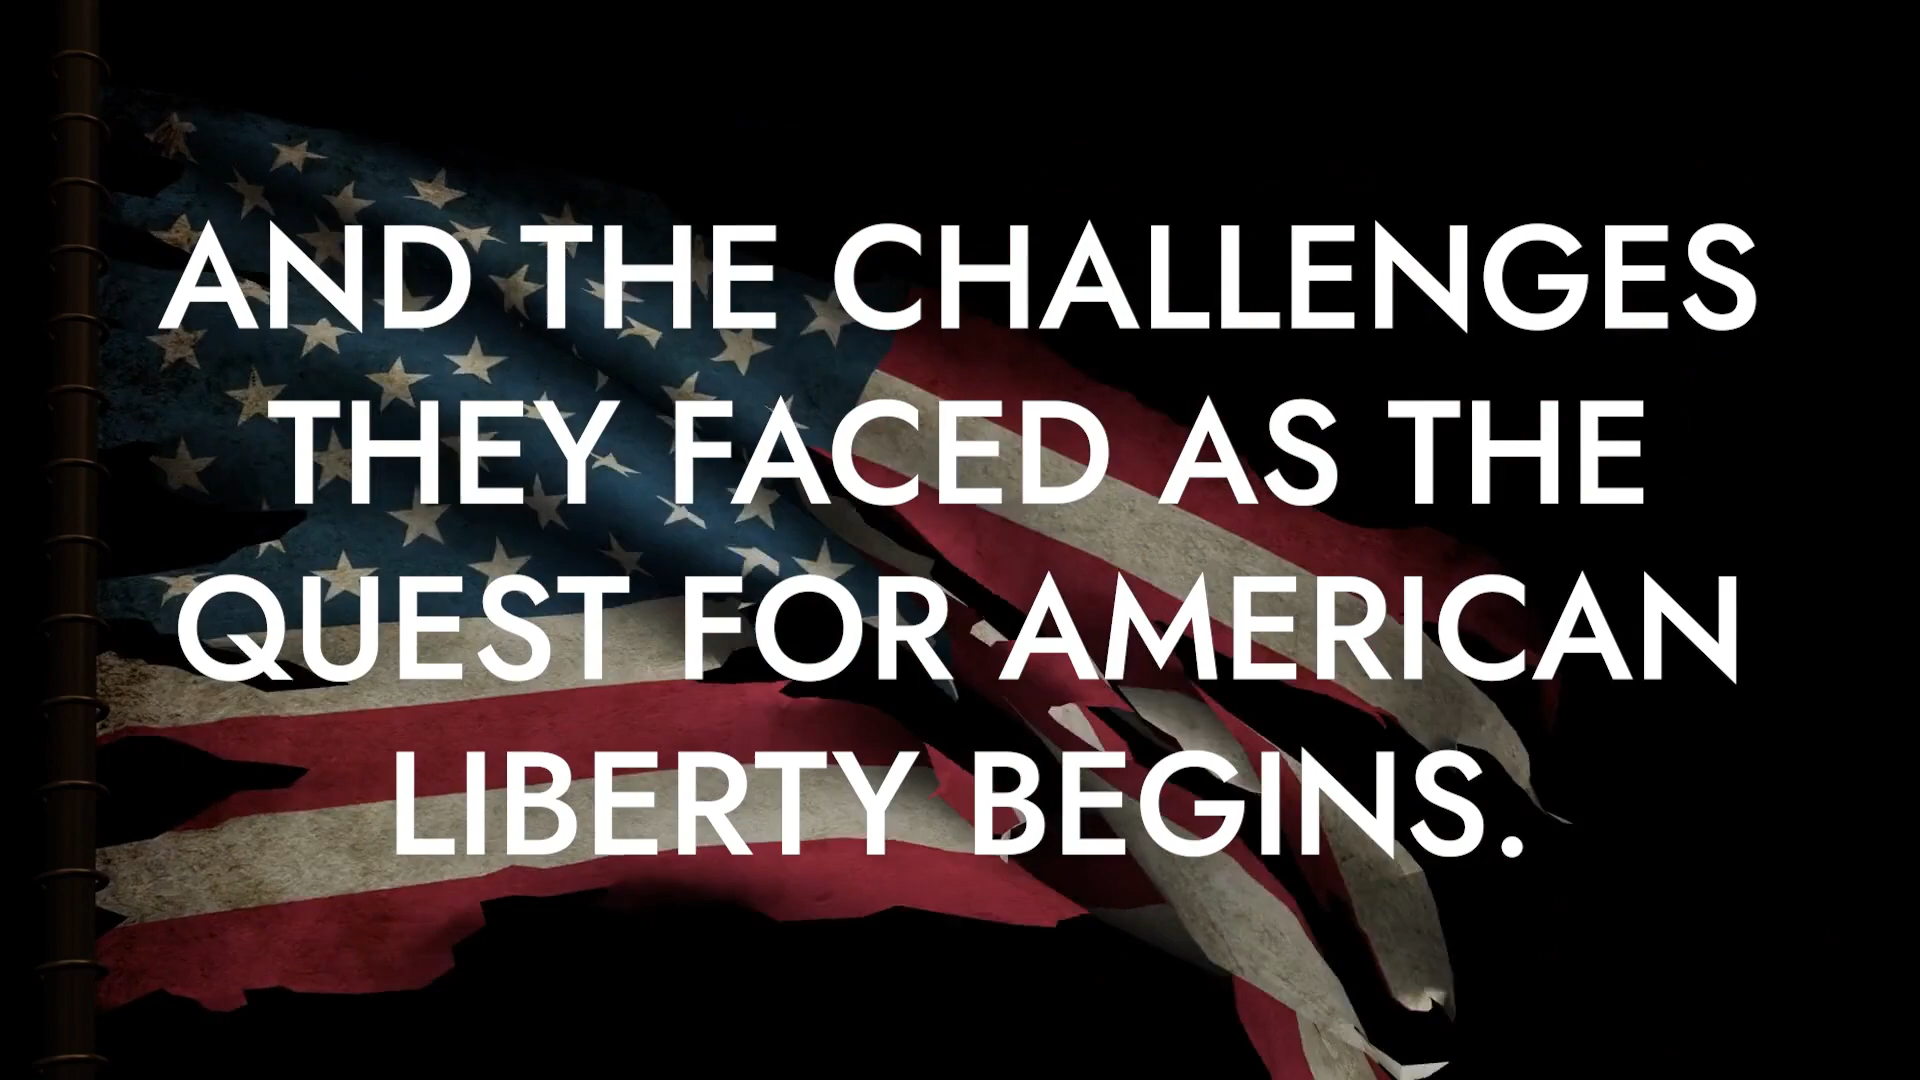 AND THE CHALLENGES
THEY FACED AS THE
QUEST FOR AMERICAN
LIBERTY BEGINS.